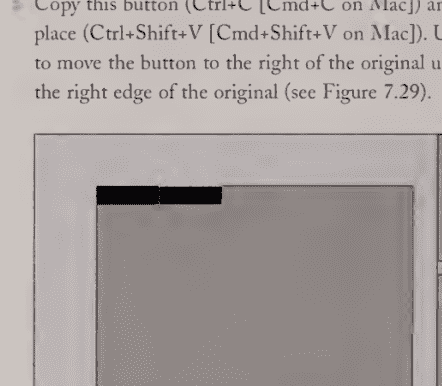 Copy this button (Ctrl+C [Cmd+C on Mac])
place (Ctrl+Shift+V [Cmd+Shift+V on Mac]).
to move the button to the right of the original
the right edge of the original (see Figure 7.29).